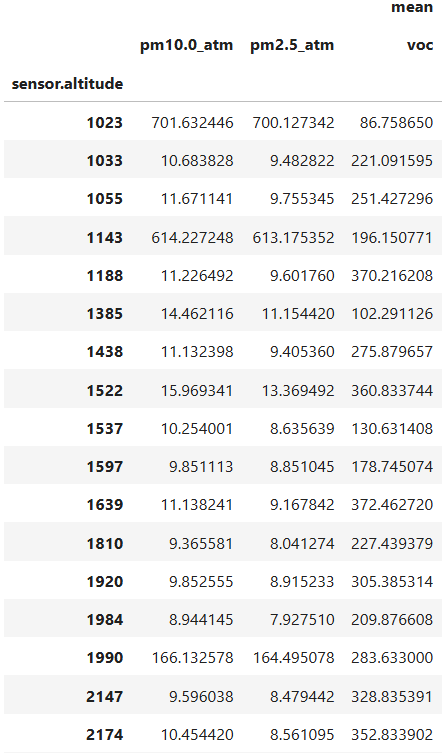 mean
pm10.0_atm pm2.5_atm voc
sensor.altitude
1023 701.632446 700.127342 86.758650
1033 10.683828 9.482822 221.091595
1055 11.671141 9.755345 251.427296
1143 614.227248 613.175352 196.150771
1188 11.226492 9.601760 370.216208
1385 14.462116 11.154420 102.291126
1438 11.132398 9.405360 275.879657
1522 15.969341 13.369492 360.833744
1537 10.254001 8.635639 130.631408
1597 9.851113 8.851045 178.745074
1639 11.138241 9.167842 372.462720
1810 9.365581 8.041274 227.439379
1920 9.852555 8.915233 305.385314
1984 8.944145 7.927510 209.876608
1990 166.132578 164.495078 283.633000
2147 9.596038 8.479442 328.835391
2174 10.454420 8.561095 352.833902